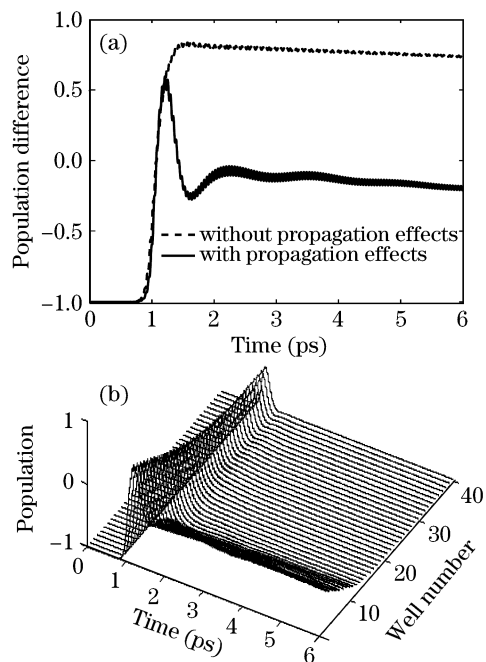 (a)
Population difference
1.0
0.5
0.0
−0.5
−1.0
without propagation effects
with propagation effects
0 1 2 3 4 5 6
Time (ps)
(b)
Population
1
0
−1
0 1 2 3 4 5 6
Time (ps)
10 20 30 40
Well number